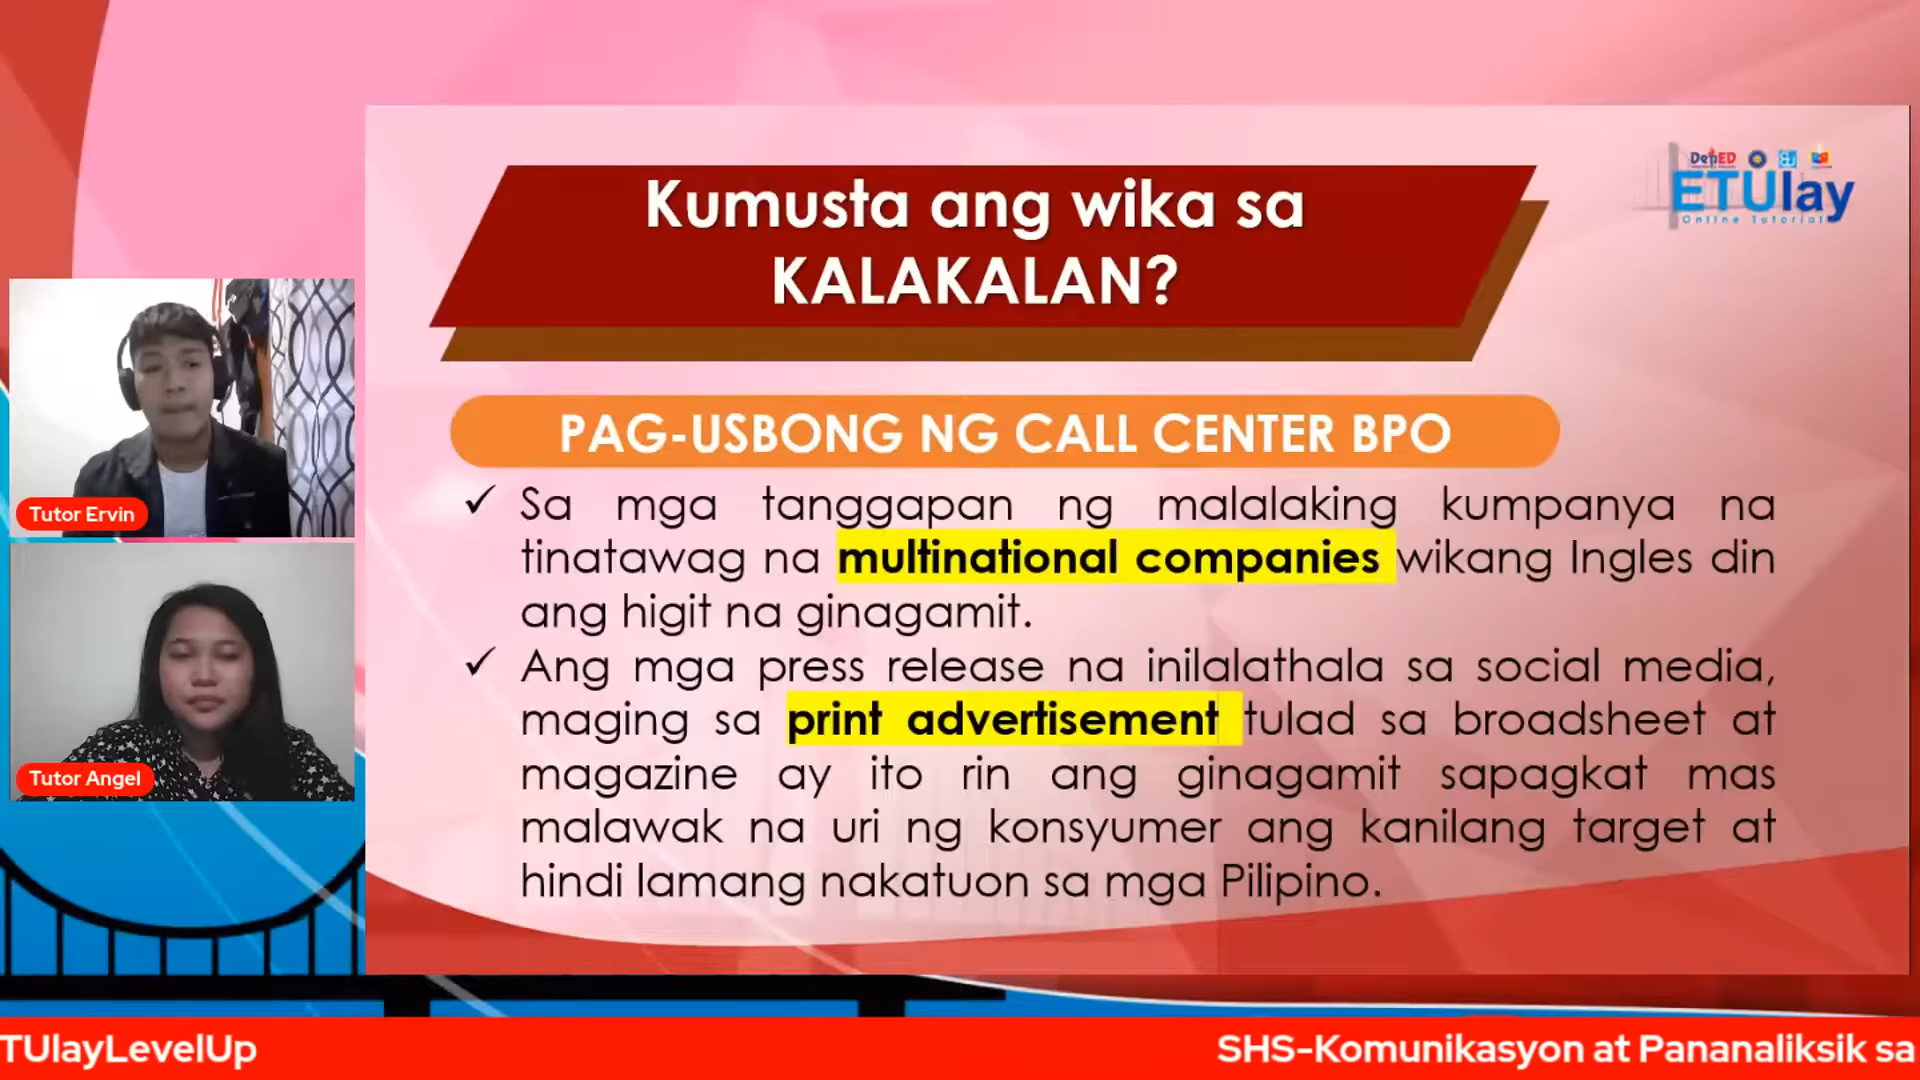 Kumusta ang wika sa
KALAKALAN?
DepED
ETUlay
Online Tutorial
PAG-USBONG NG CALL CENTER BPO
✓ Sa mga tanggapan ng malalaking kumpanya na
tinatawag na multinational companies wikang Ingles din
ang higit na ginagamit.
✓ Ang mga press release na inilalathala sa social media,
maging sa print advertisement tulad sa broadsheet at
magazine ay ito rin ang ginagamit sapagkat mas
malawak na uri ng konsyumer ang kanilang target at
hindi lamang nakatuon sa mga Pilipino.
Tutor Ervin
Tutor Angel
TUlayLevelUp
SHS-Komunikasyon at Pananaliksik sa